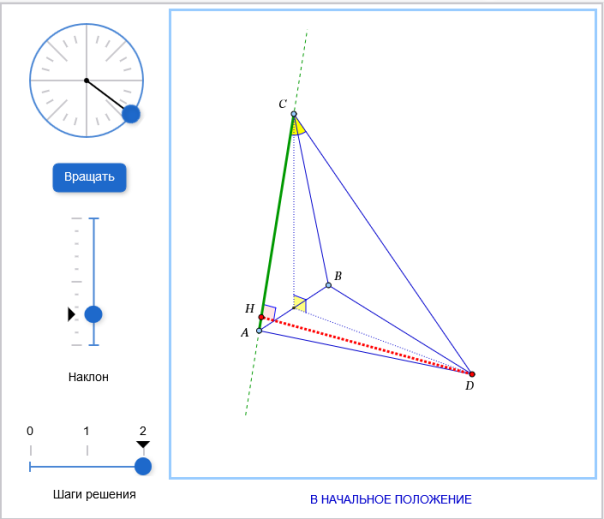 C
Вращать
B
H
A
D
Наклон
0 1 2
Шаги решения
В НАЧАЛЬНОЕ ПОЛОЖЕНИЕ